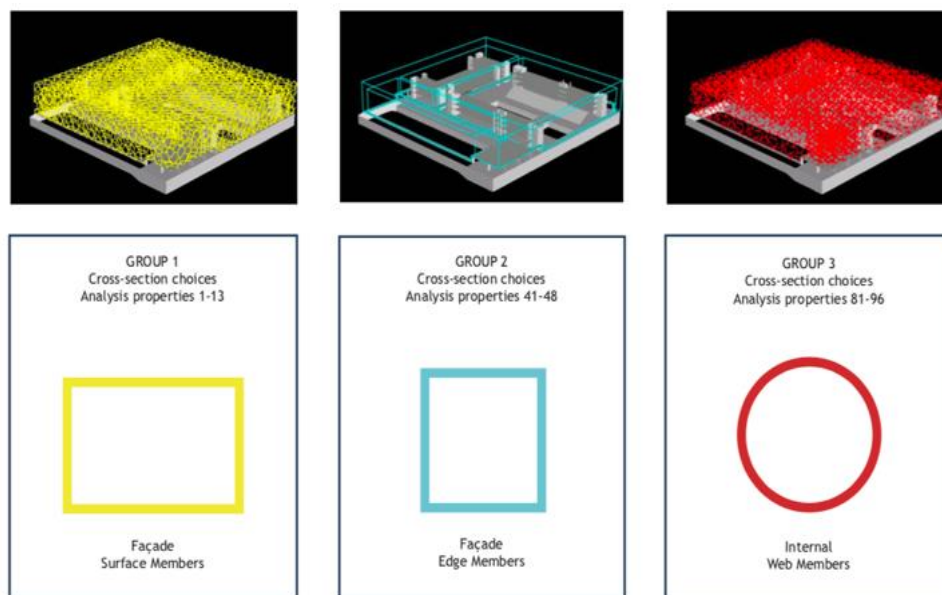 GROUP 1
Cross-section choices
Analysis properties 1-13
GROUP 2
Cross-section choices
Analysis properties 41-48
GROUP 3
Cross-section choices
Analysis properties 81-96
Façade
Surface Members
Façade
Edge Members
Internal
Web Members